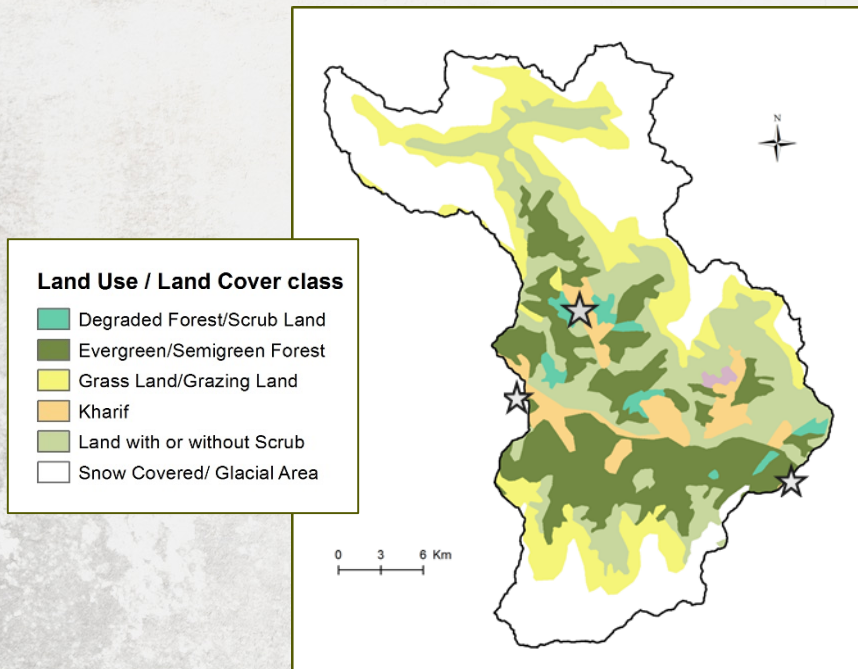 N
Land Use / Land Cover class
Degraded Forest/Scrub Land
Evergreen/Semigreen Forest
Grass Land/Grazing Land
Kharif
Land with or without Scrub
Snow Covered/ Glacial Area
0 3 6 Km